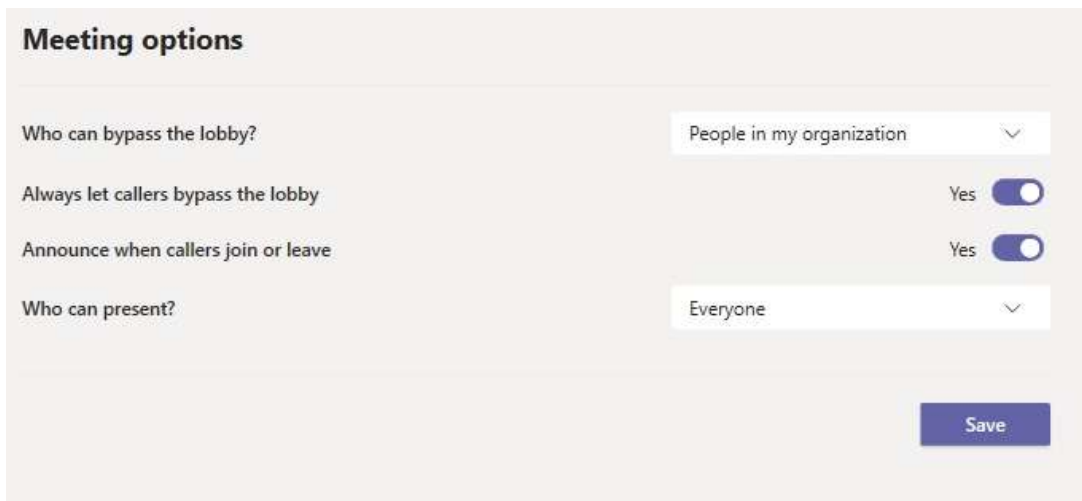 Meeting options
Who can bypass the lobby? People in my organization
Always let callers bypass the lobby Yes
Announce when callers join or leave Yes
Who can present? Everyone
Save